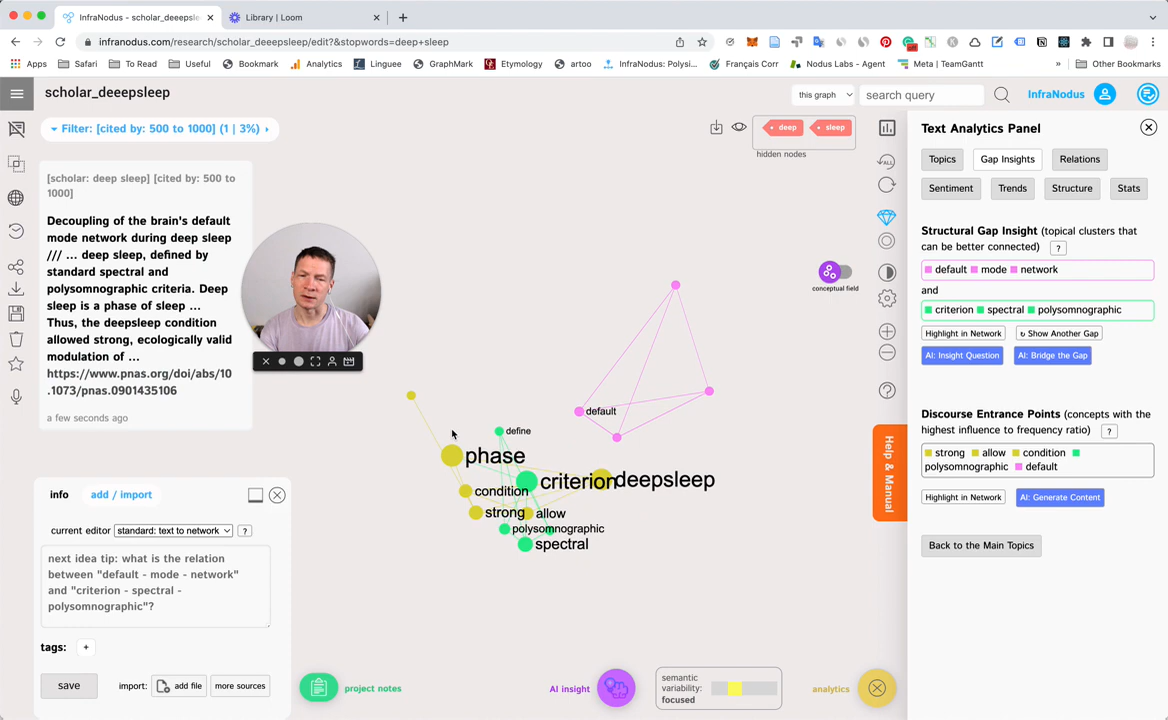 InfraNodus - scholar_deeepsle
Library | Loom
infranodus.com/research/scholar_deeepsleep/edit?&stopwords=deep+sleep
Apps
Safari
To Read
Useful
Bookmark
Analytics
Linguee
GraphMark
Etymology
artoo
InfraNodus: Polysi...
Français Corr
Nodus Labs - Agent
Meta | TeamGantt
»
Other Bookmarks
scholar_deeepsleep
this graph
search query
InfraNodus
Filter: [cited by: 500 to 1000] (1 | 3%)
deep
sleep
hidden nodes
[scholar: deep sleep] [cited by: 500 to
1000]
Decoupling of the brain's default
mode network during deep sleep
/// ... deep sleep, defined by
standard spectral and
polysomnographic criteria. Deep
sleep is a phase of sleep ...
Thus, the deepsleep condition
allowed strong, ecologically valid
modulation of ...
https://www.pnas.org/doi/abs/10
.1073/pnas.0901435106
a few seconds ago
ALL
conceptual field
default
define
phase
criterion
deepsleep
condition
strong
allow
polysomnographic
spectral
Help & Manual
info
add / import
current editor
standard: text to network
?
next idea tip: what is the relation
between "default - mode - network"
and "criterion - spectral -
polysomnographic"?
tags:
+
save
import:
add file
more sources
project notes
AI insight
semantic
variability:
focused
analytics
Text Analytics Panel
Topics
Gap Insights
Relations
Sentiment
Trends
Structure
Stats
Structural Gap Insight (topical clusters that
can be better connected) ?
default mode network
and
criterion spectral polysomnographic
Highlight in Network
↻ Show Another Gap
AI: Insight Question
AI: Bridge the Gap
Discourse Entrance Points (concepts with the
highest influence to frequency ratio) ?
strong allow condition
polysomnographic default
Highlight in Network
AI: Generate Content
Back to the Main Topics